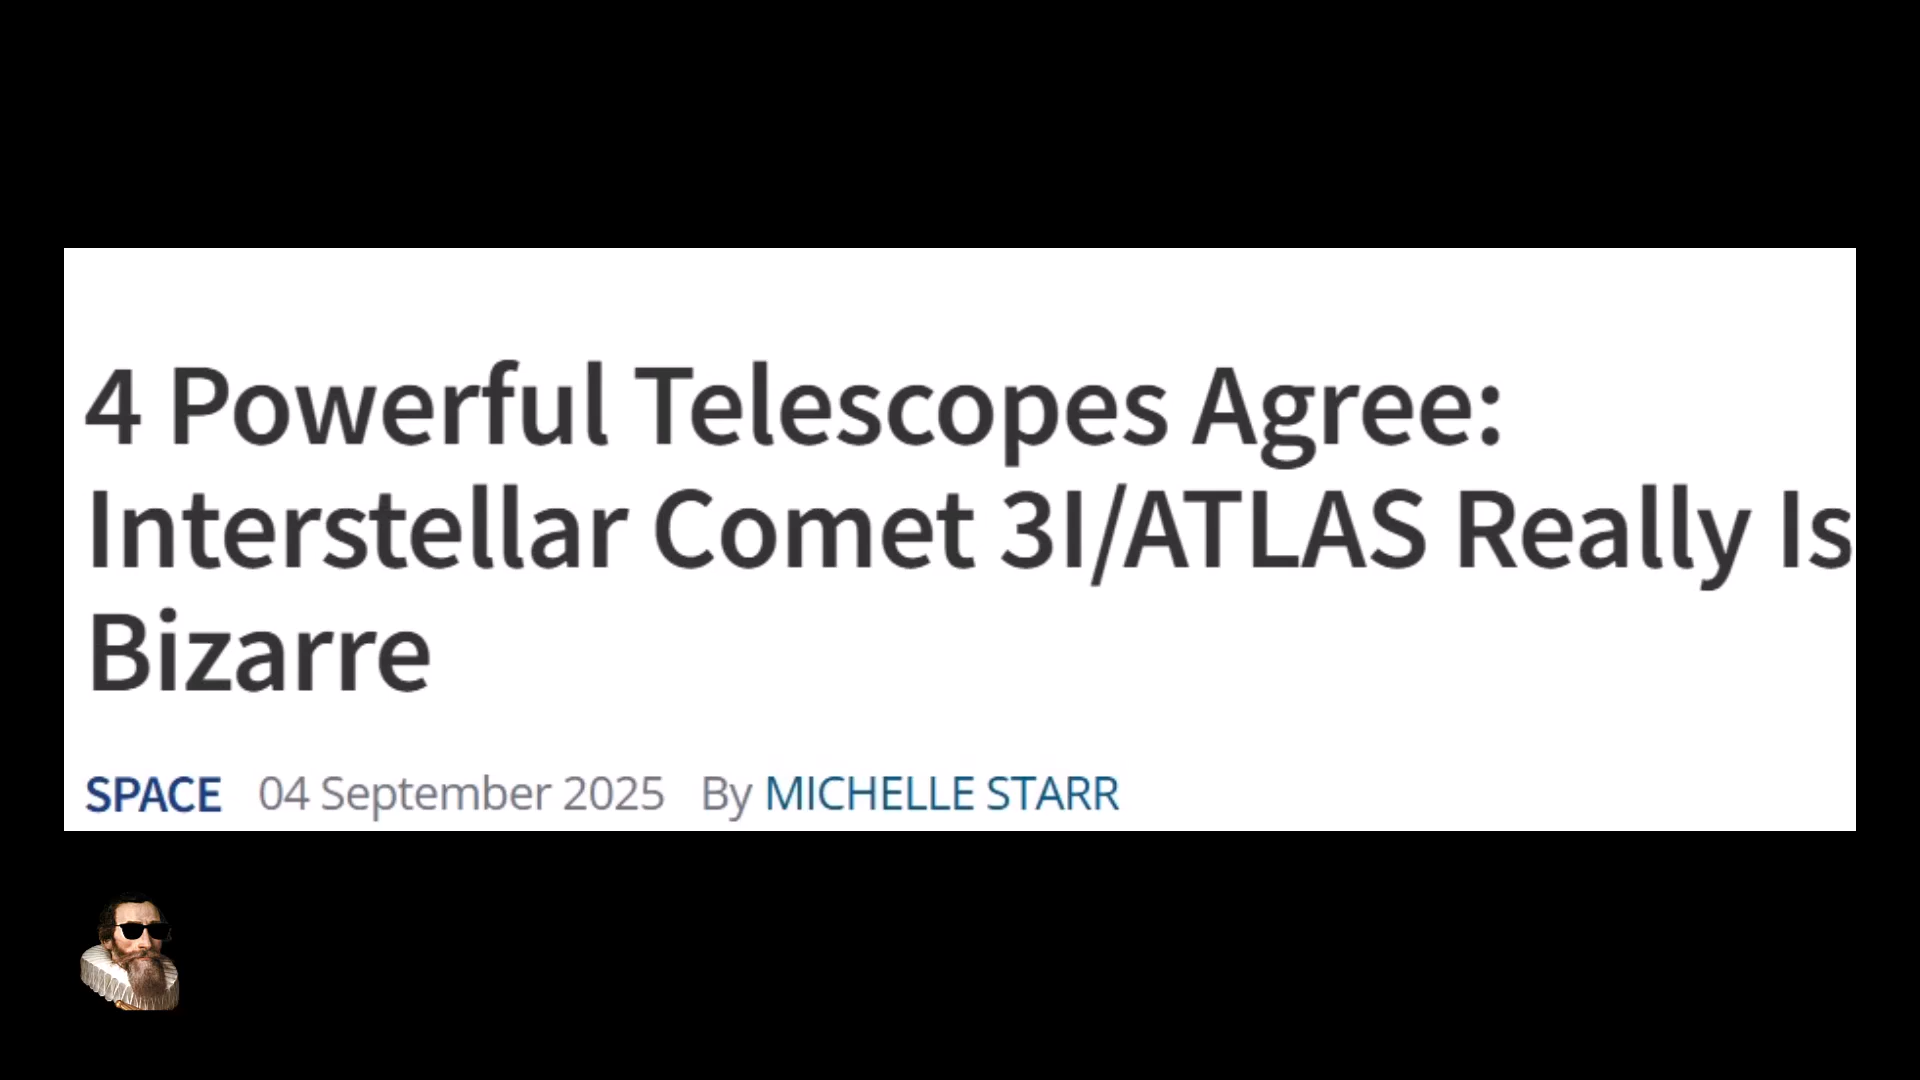 4 Powerful Telescopes Agree:
Interstellar Comet 3I/ATLAS Really Is
Bizarre
SPACE 04 September 2025 By MICHELLE STARR